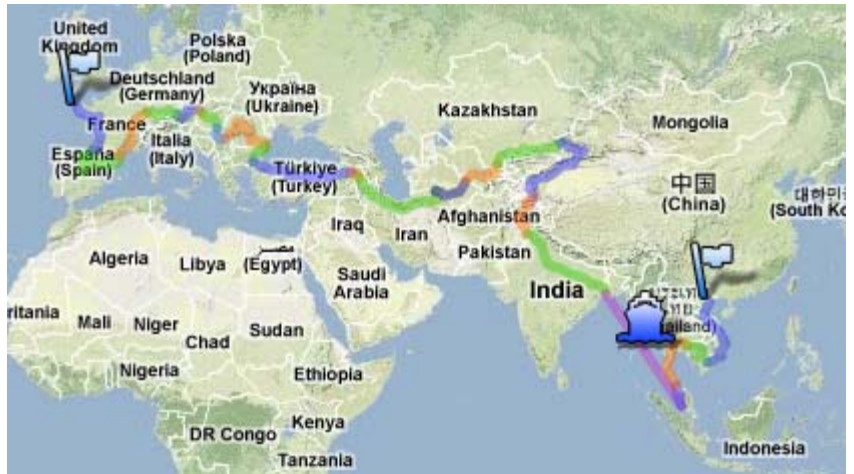 United
Kingdom
Polska
(Poland)
Deutschland
(Germany)
Україна
(Ukraine)
France
Italia
(Italy)
España
(Spain)
Kazakhstan
Mongolia
Türkiye
(Turkey)
中国
(China)
대한민
(South Ko
Iraq
Iran
Afghanistan
Pakistan
Algeria
Libya
(Egypt)
Saudi
Arabia
India
ailand)
ritania
Mali
Niger
Chad
Sudan
Nigeria
Ethiopia
DR Congo
Kenya
Tanzania
Indonesia